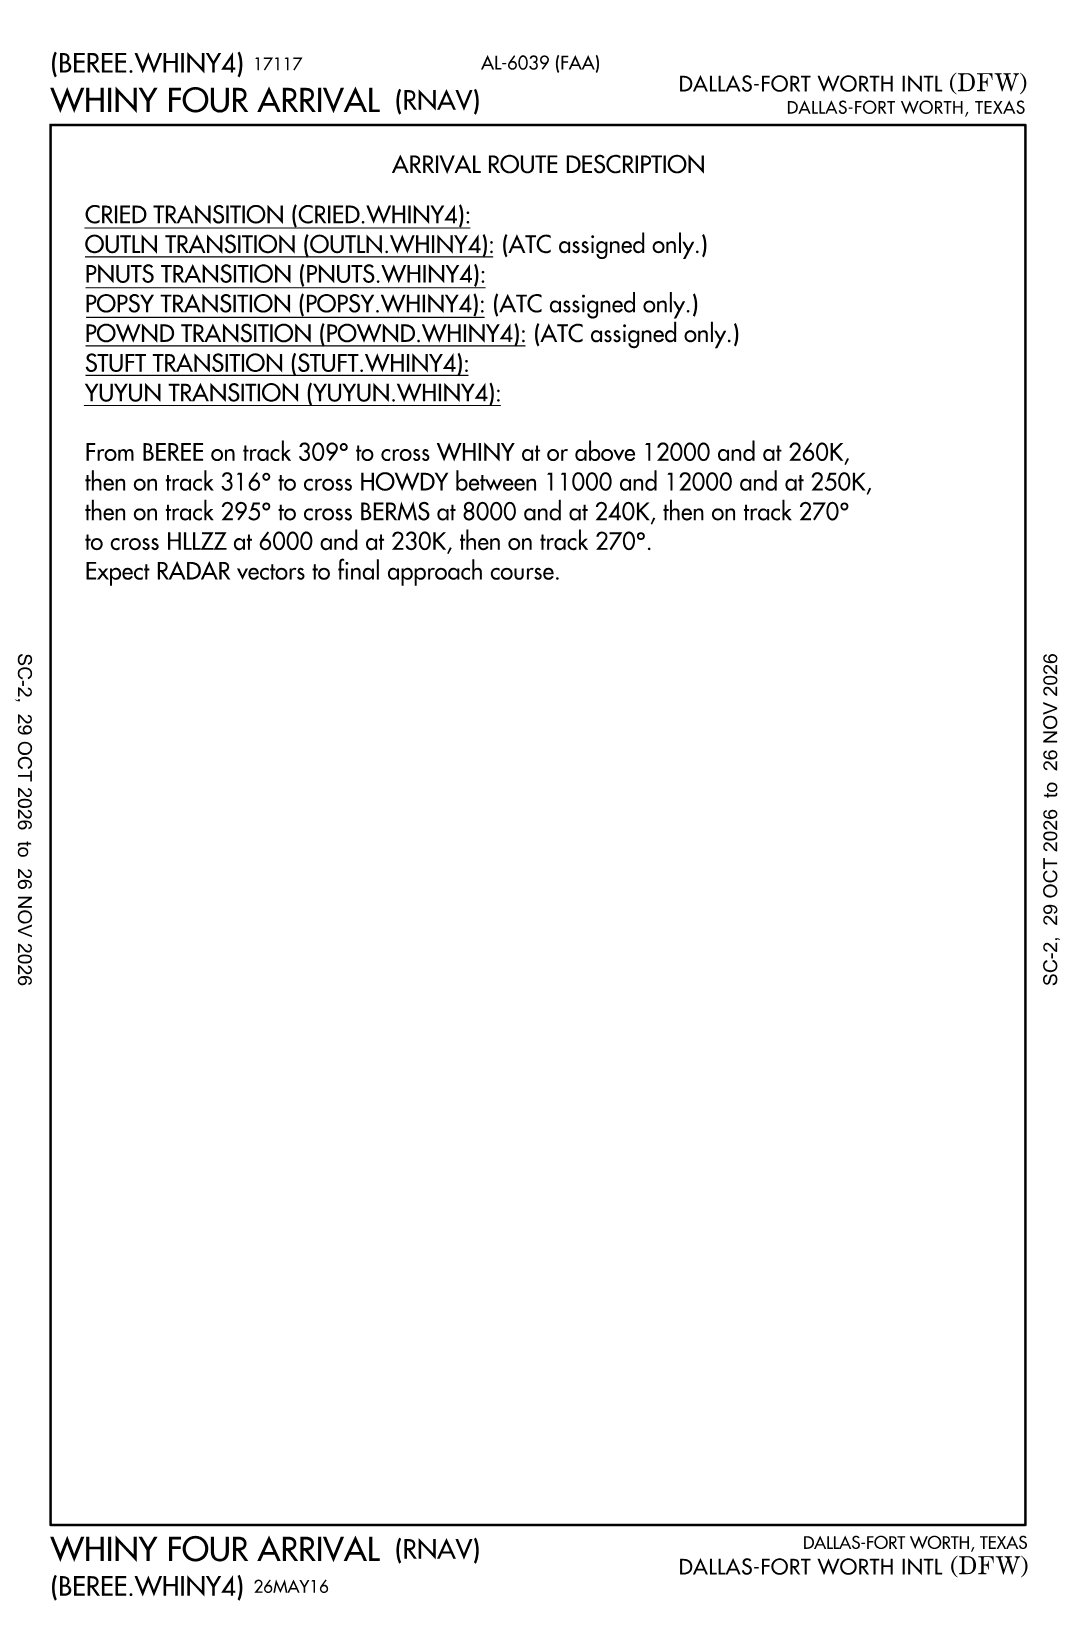 (BEREE.WHINY4) 17117
AL-6039 (FAA)
DALLAS-FORT WORTH INTL (DFW)
WHINY FOUR ARRIVAL (RNAV)
DALLAS-FORT WORTH, TEXAS
ARRIVAL ROUTE DESCRIPTION
CRIED TRANSITION (CRIED.WHINY4):
OUTLN TRANSITION (OUTLN.WHINY4): (ATC assigned only.)
PNUTS TRANSITION (PNUTS.WHINY4):
POPSY TRANSITION (POPSY.WHINY4): (ATC assigned only.)
POWND TRANSITION (POWND.WHINY4): (ATC assigned only.)
STUFT TRANSITION (STUFT.WHINY4):
YUYUN TRANSITION (YUYUN.WHINY4):
From BEREE on track 309° to cross WHINY at or above 12000 and at 260K,
then on track 316° to cross HOWDY between 11000 and 12000 and at 250K,
then on track 295° to cross BERMS at 8000 and at 240K, then on track 270°
to cross HLLZZ at 6000 and at 230K, then on track 270°.
Expect RADAR vectors to final approach course.
SC-2, 29 OCT 2026 to 26 NOV 2026
SC-2, 29 OCT 2026 to 26 NOV 2026
WHINY FOUR ARRIVAL (RNAV)
DALLAS-FORT WORTH, TEXAS
DALLAS-FORT WORTH INTL (DFW)
(BEREE.WHINY4) 26MAY16